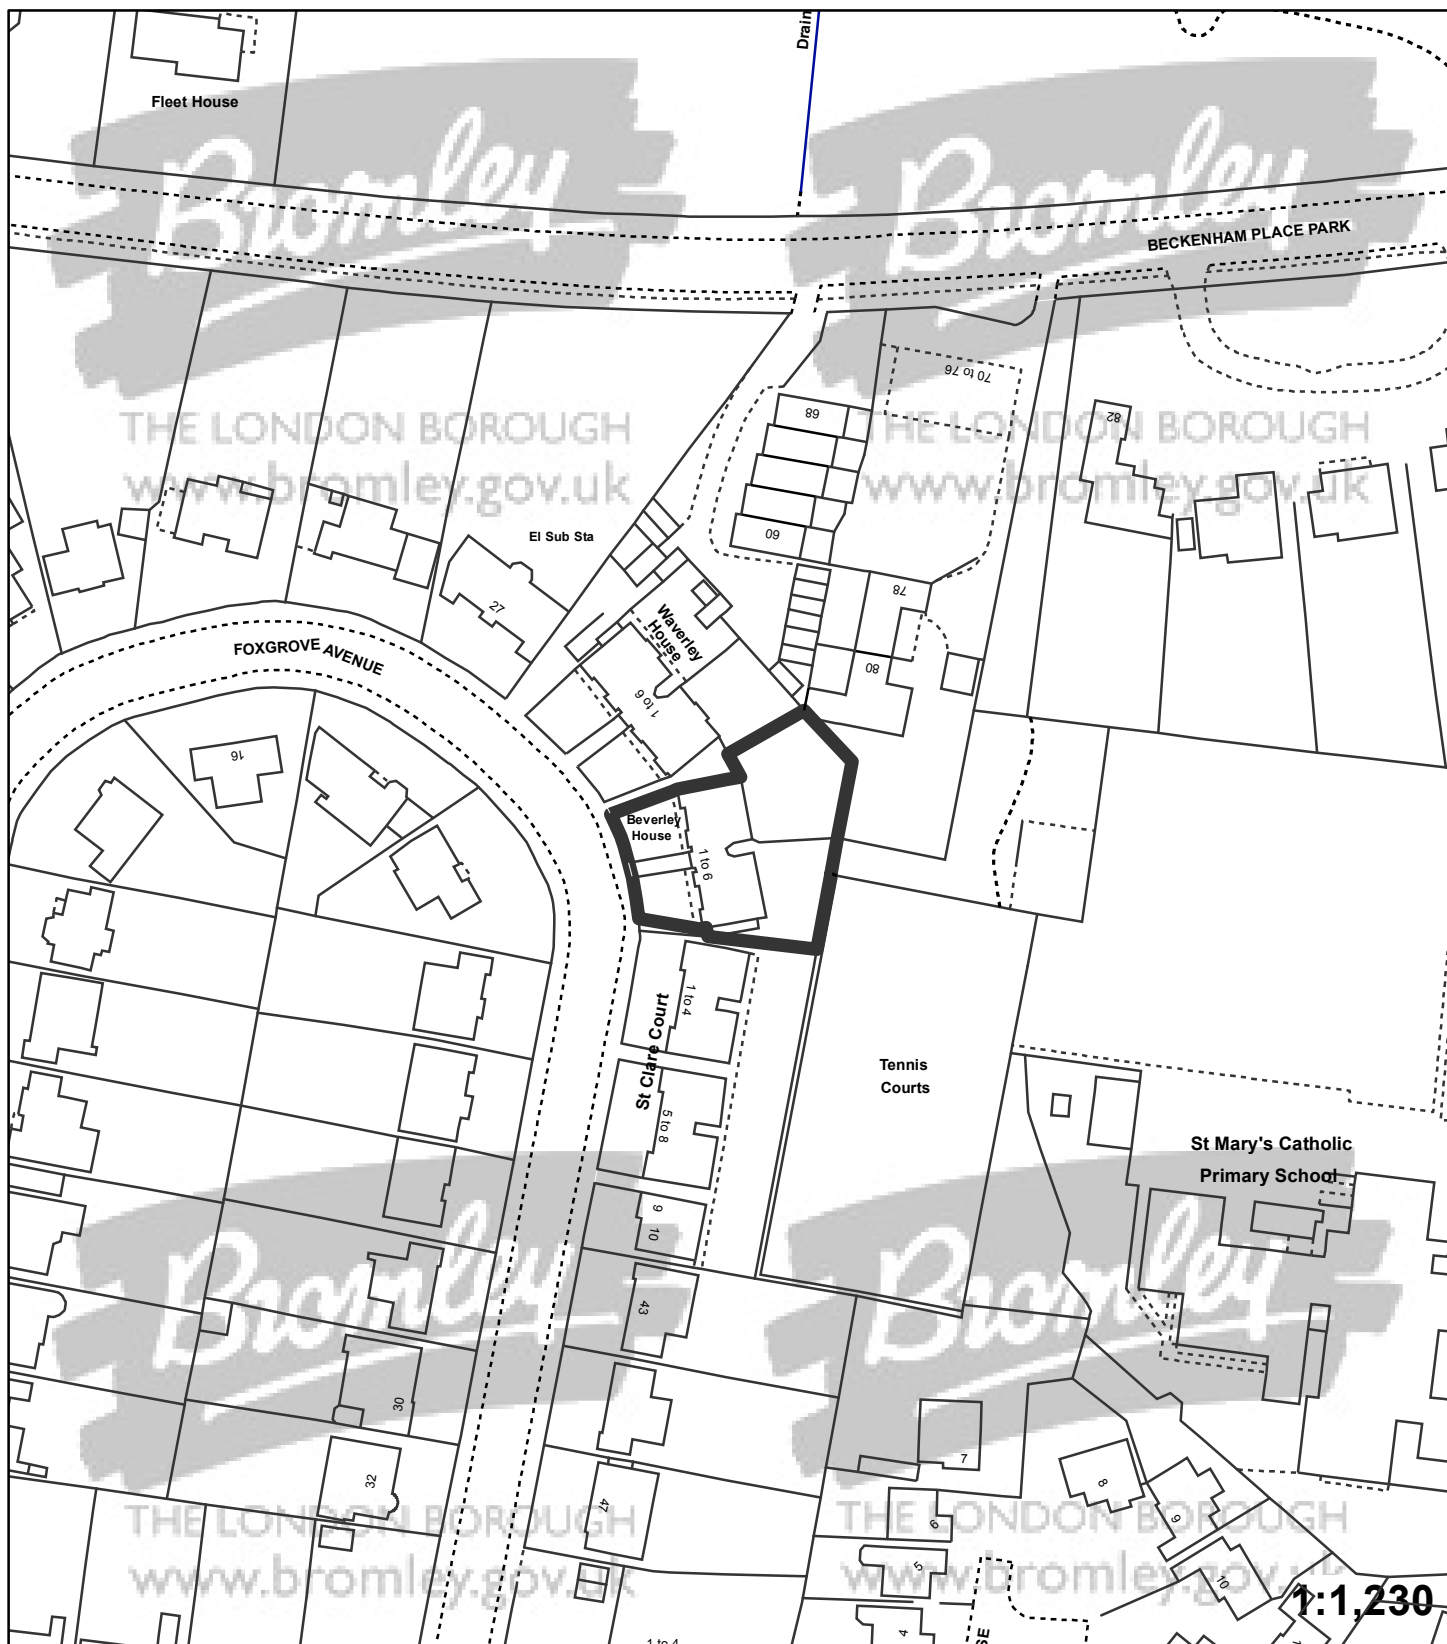 Drain
Fleet House
Bromley
Bromley
BECKENHAM PLACE PARK
70 to 76
THE LONDON BOROUGH
www.bromley.gov.uk
THE LONDON BOROUGH
www.bromley.gov.uk
68
82
60
El Sub Sta
27
78
Waverley
House
1 to 6
80
FOXGROVE AVENUE
16
Beverley
House
1 to 6
St Clare Court
1 to 4
5 to 8
9
10
Tennis
Courts
St Mary's Catholic
Primary School
Bromley
Bromley
43
30
32
47
7
8
9
6
5
10
4
THE LONDON BOROUGH
www.bromley.gov.uk
THE LONDON BOROUGH
www.bromley.gov.uk
1:1,230
1 to 4
SE